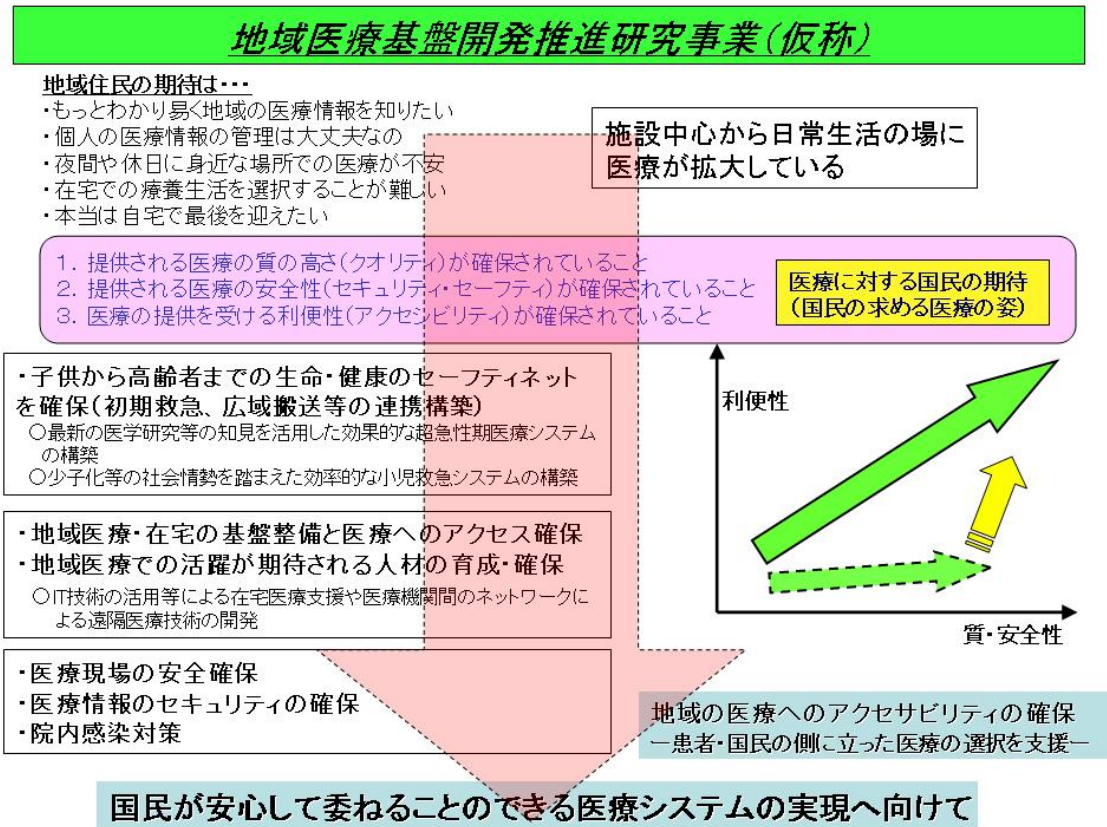 地域医療基盤開発推進研究事業(仮称)
地域住民の期待は・・・
・もっとわかり易く地域の医療情報を知りたい
・個人の医療情報の管理は大丈夫なの
・夜間や休日に身近な場所での医療が不安
・在宅での療養生活を選択することが難しい
・本当は自宅で最後を迎えたい
施設中心から日常生活の場に
医療が拡大している
1. 提供される医療の質の高さ(クオリティ)が確保されていること
2. 提供される医療の安全性(セキュリティ・セーフティ)が確保されていること
3. 医療の提供を受ける利便性(アクセシビリティ)が確保されていること
医療に対する国民の期待
(国民の求める医療の姿)
・子供から高齢者までの生命・健康のセーフティネット
を確保(初期救急、広域搬送等の連携構築)
○最新の医学研究等の知見を活用した効果的な超急性期医療システム
の構築
○少子化等の社会情勢を踏まえた効率的な小児救急システムの構築
・地域医療・在宅の基盤整備と医療へのアクセス確保
・地域医療での活躍が期待される人材の育成・確保
○IT技術の活用等による在宅医療支援や医療機関間のネットワークに
よる遠隔医療技術の開発
・医療現場の安全確保
・医療情報のセキュリティの確保
・院内感染対策
利便性
質・安全性
地域の医療へのアクセサビリティの確保
ー患者・国民の側に立った医療の選択を支援ー
国民が安心して委ねることのできる医療システムの実現へ向けて